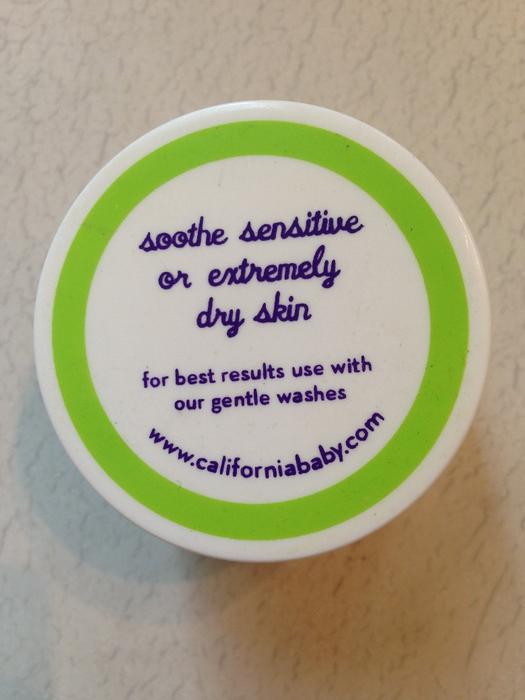 soothe sensitive
or extremely
dry skin
for best results use with
our gentle washes
www.californiababy.com